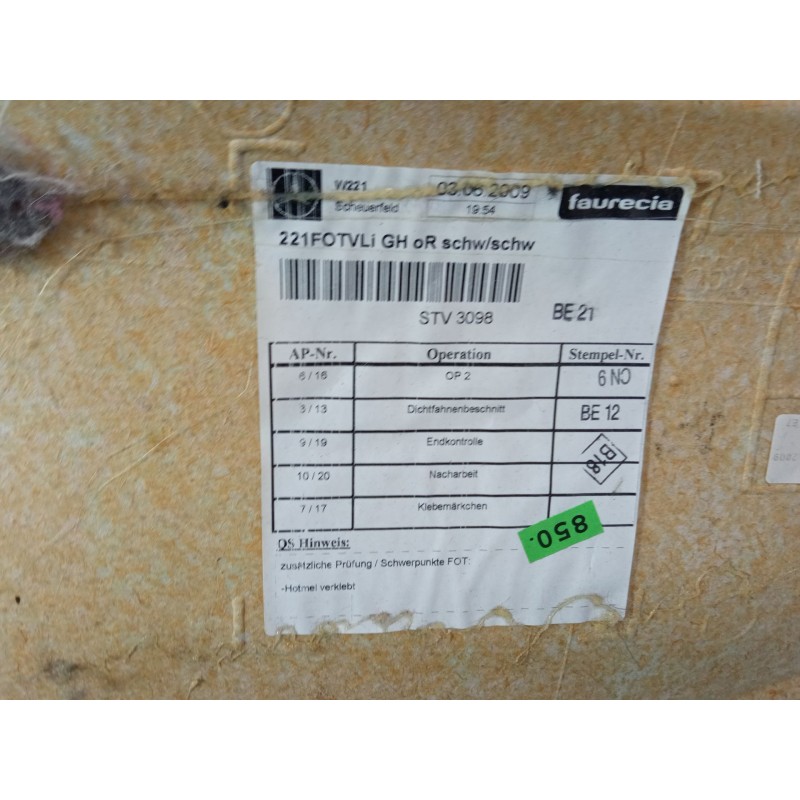 W221 03.06.2009 faurecia
Scheuerfeld 19:54
221FOTVLi GH oR schw/schw
STV 3098 BE 21
AP-Nr. Operation Stempel-Nr.
6 / 16 OP 2 6 NO
3 / 13 Dichtfahnenbeschnitt BE 12
9 / 19 Endkontrolle B18
10 / 20 Nacharbeit
7 / 17 Klebemärkchen
850.
QS Hinweis:
zusätzliche Prüfung / Schwerpunkte FOT:
-Hotmel verklebt